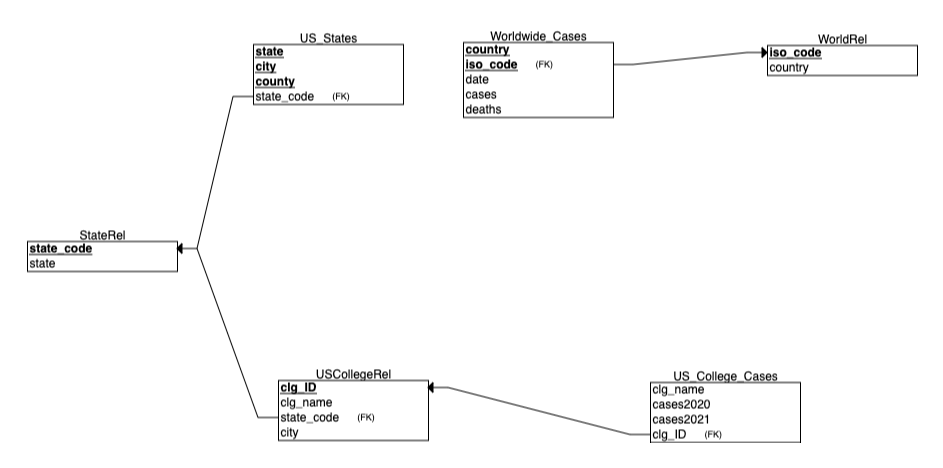 US_States
state
city
county
state_code (FK)
Worldwide_Cases
country
iso_code (FK)
date
cases
deaths
WorldRel
iso_code
country
StateRel
state_code
state
USCollegeRel
clg_ID
clg_name
state_code (FK)
city
US_College_Cases
clg_name
cases2020
cases2021
clg_ID (FK)